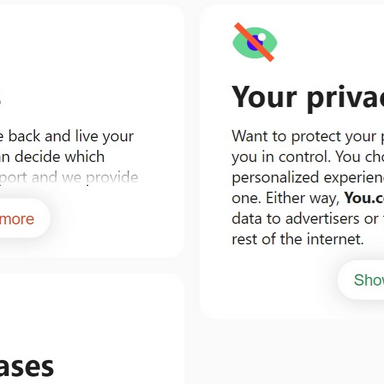 e back and live your
n decide which
port and we provide
more
ases
Your priva
Want to protect your
you in control. You cho
personalized experien
one. Either way, You.c
data to advertisers or
rest of the internet.
Show